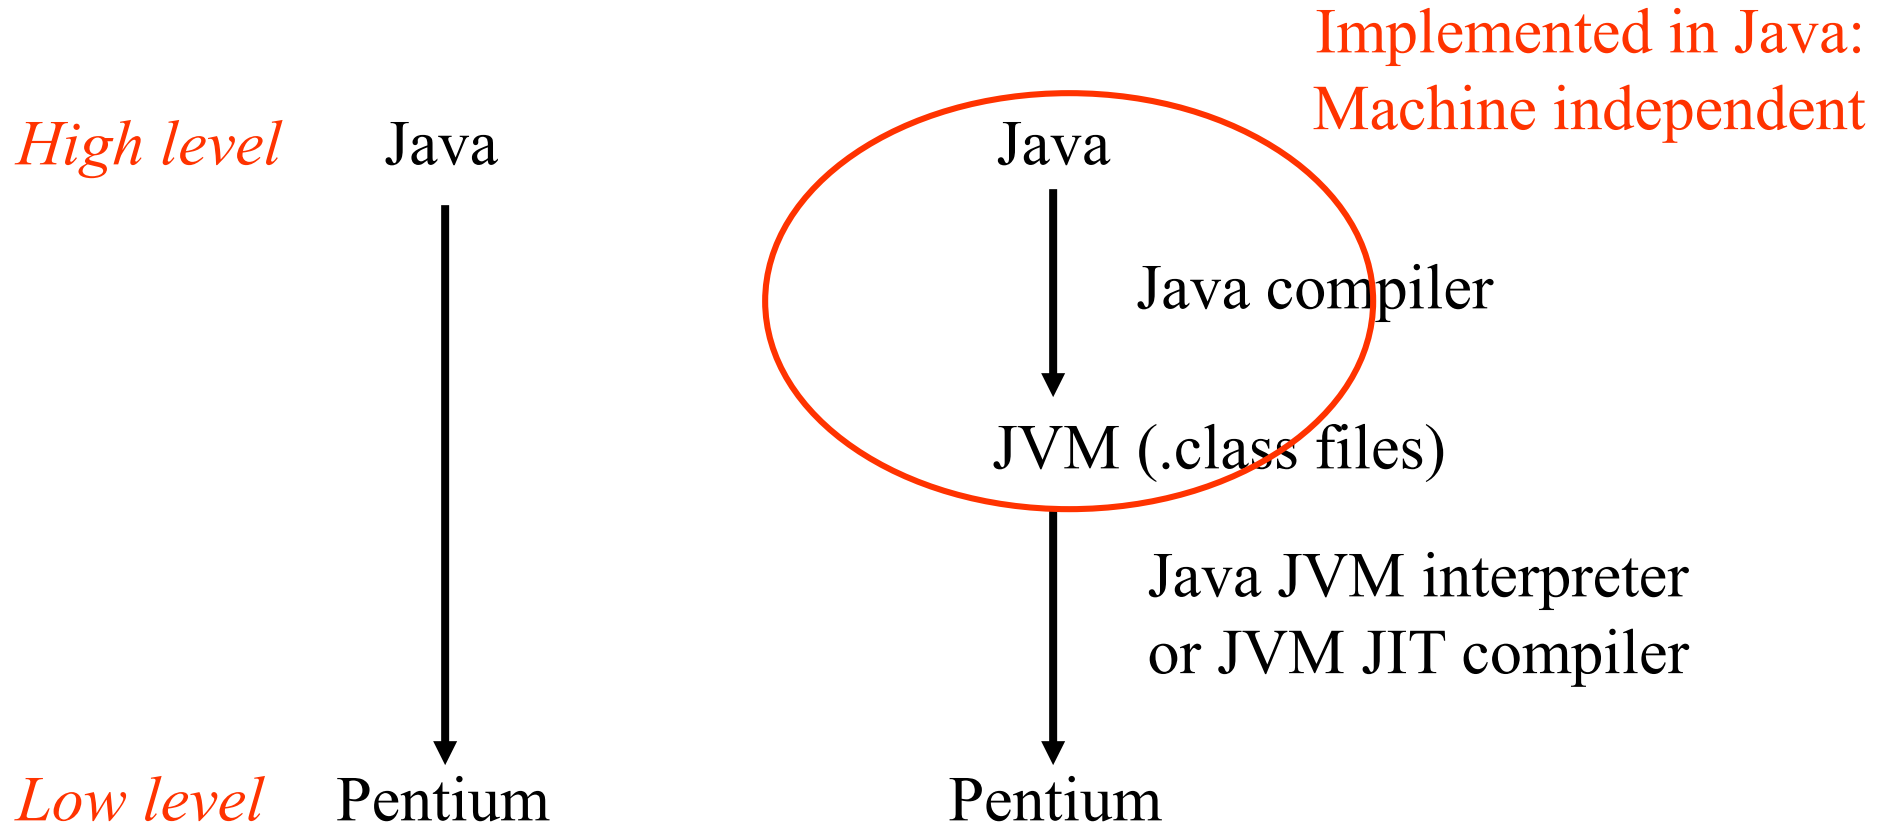 Implemented in Java:
Machine independent
High level
Java
Java
Java compiler
JVM (.class files)
Java JVM interpreter
or JVM JIT compiler
Low level
Pentium
Pentium